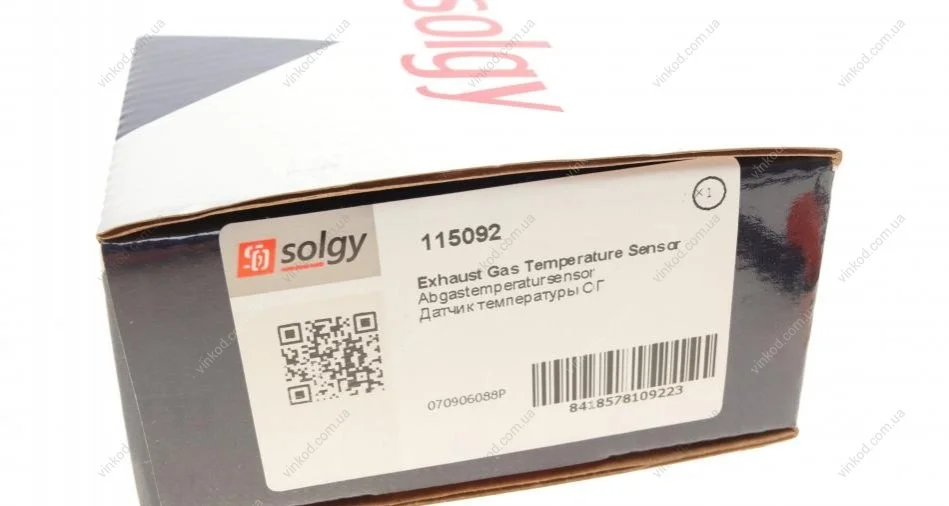 solgy
solgy
115092
x1
Exhaust Gas Temperature Sensor
Abgastemperatursensor
Датчик температуры ОГ
070906088P
8418578109223
vinkod.com.ua